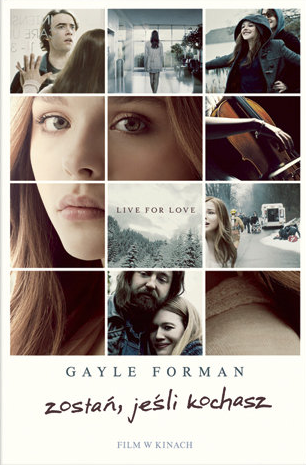 LIVE FOR LOVE
GAYLE FORMAN
zostań, jeśli kochasz
FILM W KINACH